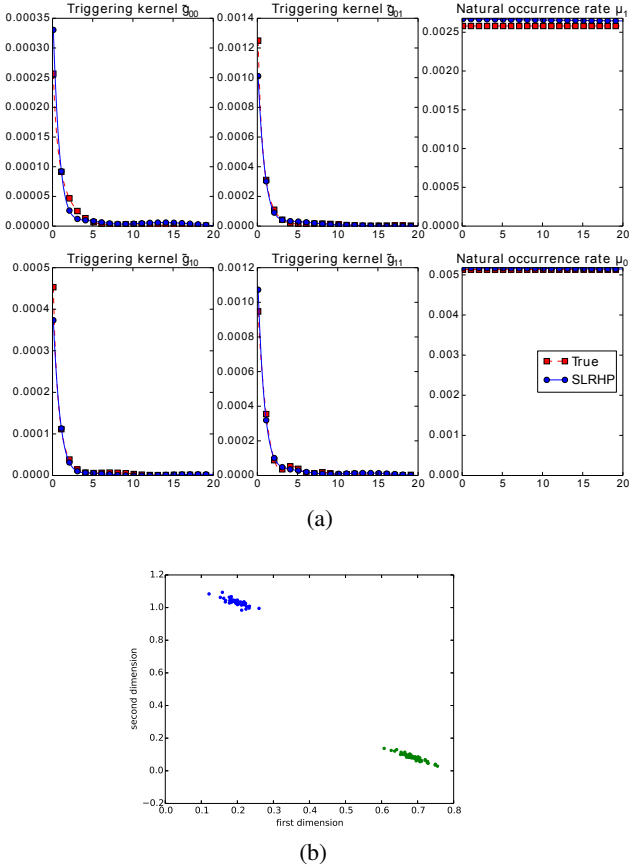 Triggering kernel g̃₀₀ Triggering kernel g̃₀₁ Natural occurrence rate μ₁
0.00035 0.0014
0.00030 0.0012 0.0025
0.00025 0.0010 0.0020
0.00020 0.0008
0.0015
0.00015 0.0006
0.0010
0.00010 0.0004
0.00005 0.0002 0.0005
0.00000 0.0000 0.0000
0 5 10 15 20 0 5 10 15 20 0 5 10 15 20
Triggering kernel g̃₁₀ Triggering kernel g̃₁₁ Natural occurrence rate μ₀
0.0005 0.0012
0.005
0.0010
0.0004
0.004
0.0008
0.0003
0.0006 0.003
0.0002
0.0004 0.002
0.0001
0.0002 0.001
0.0000 0.0000 0.000
True
SLRHP
0 5 10 15 20 0 5 10 15 20 0 5 10 15 20
(a)
1.2
1.0
0.8
0.6
0.4
0.2
0.0
−0.2
second dimension
0.0 0.1 0.2 0.3 0.4 0.5 0.6 0.7 0.8
first dimension
(b)